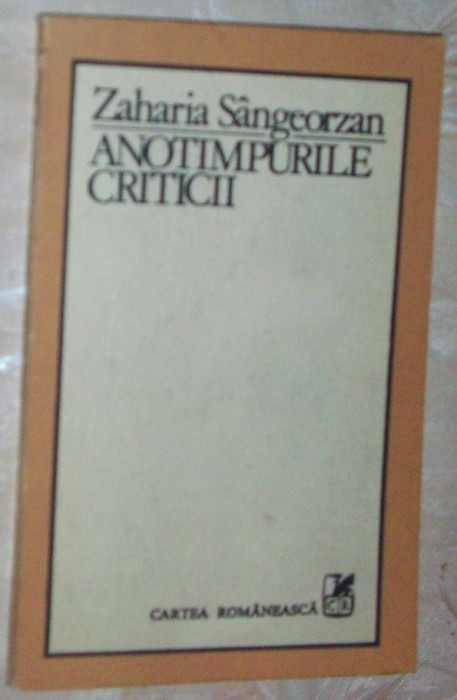 Zaharia Sângeorzan
ANOTIMPURILE
CRITICII
CARTEA ROMÂNEASCĂ
CR